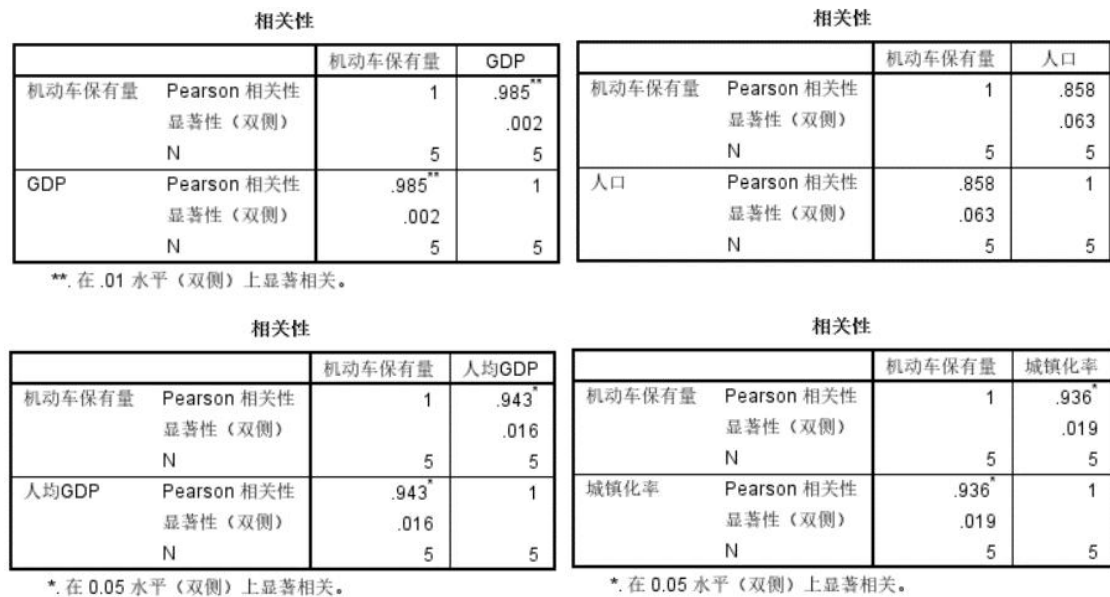 相关性
机动车保有量 GDP
机动车保有量 Pearson 相关性 1 .985**
显著性（双侧） .002
N 5 5
GDP Pearson 相关性 .985** 1
显著性（双侧） .002
N 5 5
**. 在 .01 水平（双侧）上显著相关。
相关性
机动车保有量 人口
机动车保有量 Pearson 相关性 1 .858
显著性（双侧） .063
N 5 5
人口 Pearson 相关性 .858 1
显著性（双侧） .063
N 5 5
相关性
机动车保有量 人均GDP
机动车保有量 Pearson 相关性 1 .943*
显著性（双侧） .016
N 5 5
人均GDP Pearson 相关性 .943* 1
显著性（双侧） .016
N 5 5
*. 在 0.05 水平（双侧）上显著相关。
相关性
机动车保有量 城镇化率
机动车保有量 Pearson 相关性 1 .936*
显著性（双侧） .019
N 5 5
城镇化率 Pearson 相关性 .936* 1
显著性（双侧） .019
N 5 5
*. 在 0.05 水平（双侧）上显著相关。